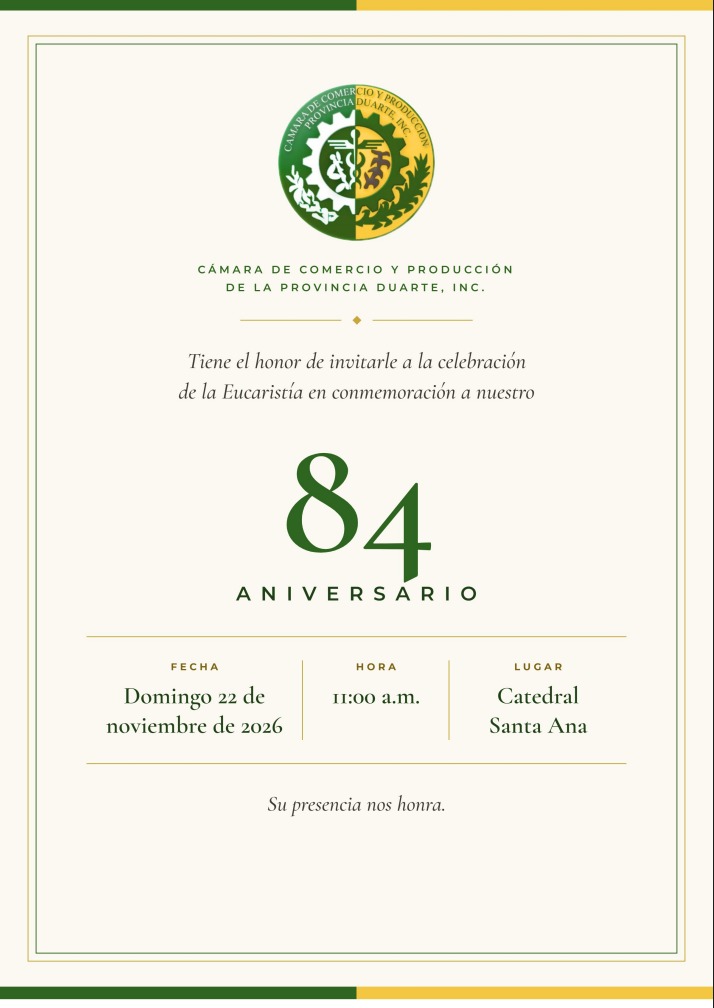 CAMARA DE COMERCIO Y PRODUCCION
PROVINCIA DUARTE, INC.
CÁMARA DE COMERCIO Y PRODUCCIÓN
DE LA PROVINCIA DUARTE, INC.
Tiene el honor de invitarle a la celebración
de la Eucaristía en conmemoración a nuestro
84
ANIVERSARIO
FECHA
Domingo 22 de
noviembre de 2026
HORA
11:00 a.m.
LUGAR
Catedral
Santa Ana
Su presencia nos honra.